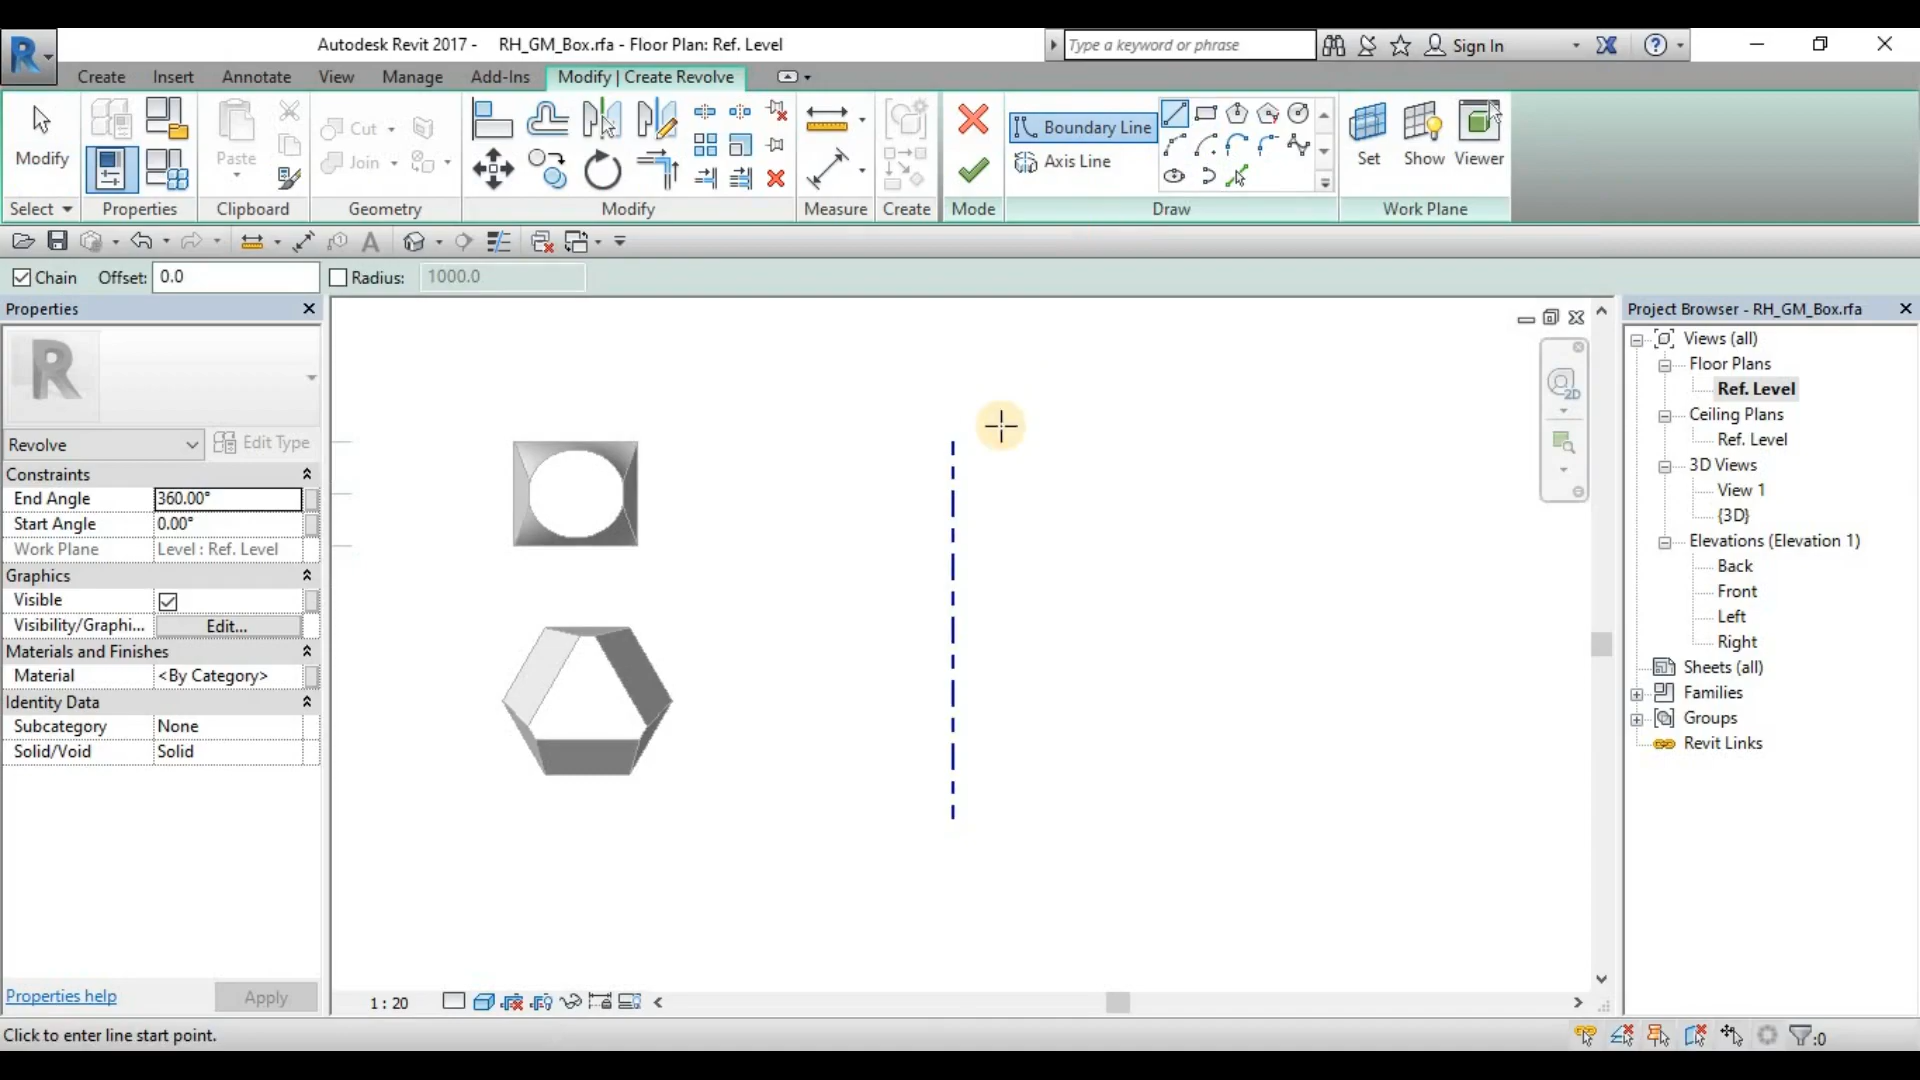 Autodesk Revit 2017 - RH_GM_Box.rfa - Floor Plan: Ref. Level
Type a keyword or phrase
Sign In
Create Insert Annotate View Manage Add-Ins Modify | Create Revolve
Modify
Paste
Cut
Join
Boundary Line
Axis Line
Set Show Viewer
Select Properties Clipboard Geometry Modify Measure Create Mode Draw Work Plane
Chain Offset: 0.0 Radius: 1000.0
Properties
R
Revolve Edit Type
Constraints
End Angle 360.00°
Start Angle 0.00°
Work Plane Level : Ref. Level
Graphics
Visible
Visibility/Graphi... Edit...
Materials and Finishes
Material <By Category>
Identity Data
Subcategory None
Solid/Void Solid
Properties help Apply
2D
1 : 20
Project Browser - RH_GM_Box.rfa
Views (all)
Floor Plans
Ref. Level
Ceiling Plans
Ref. Level
3D Views
View 1
{3D}
Elevations (Elevation 1)
Back
Front
Left
Right
Sheets (all)
Families
Groups
Revit Links
Click to enter line start point.
:0